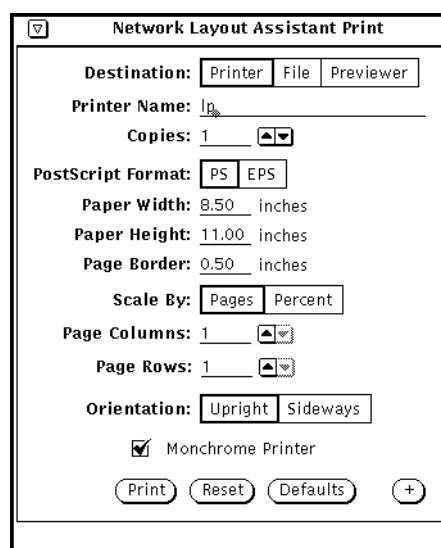 Network Layout Assistant Print
Destination: Printer File Previewer
Printer Name: lp
Copies: 1
PostScript Format: PS EPS
Paper Width: 8.50 inches
Paper Height: 11.00 inches
Page Border: 0.50 inches
Scale By: Pages Percent
Page Columns: 1
Page Rows: 1
Orientation: Upright Sideways
Monchrome Printer
Print Reset Defaults +